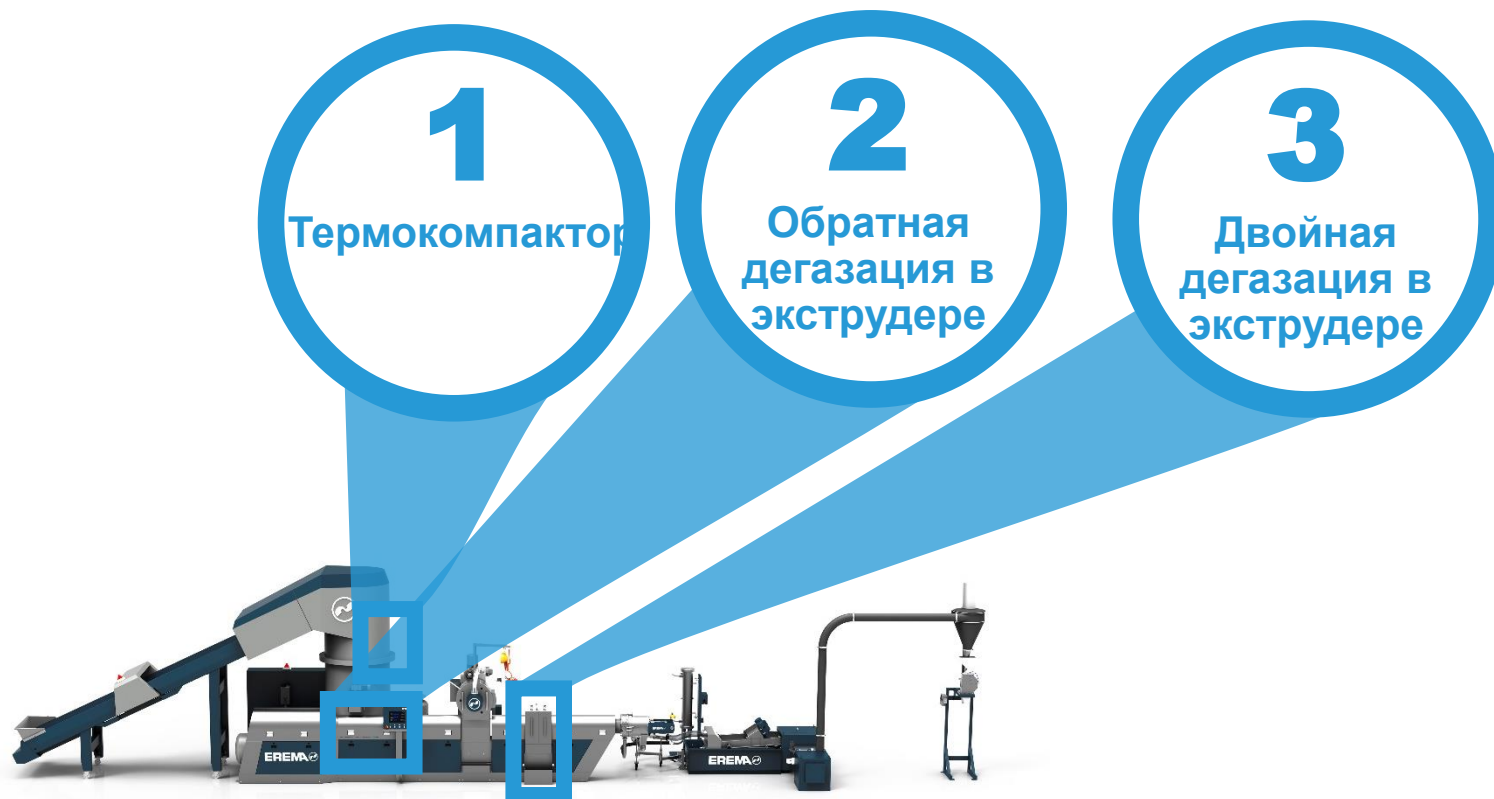 1
Термокомпактор
2
Обратная
дегазация в
экструдере
3
Двойная
дегазация в
экструдере
EREMA
EREMA